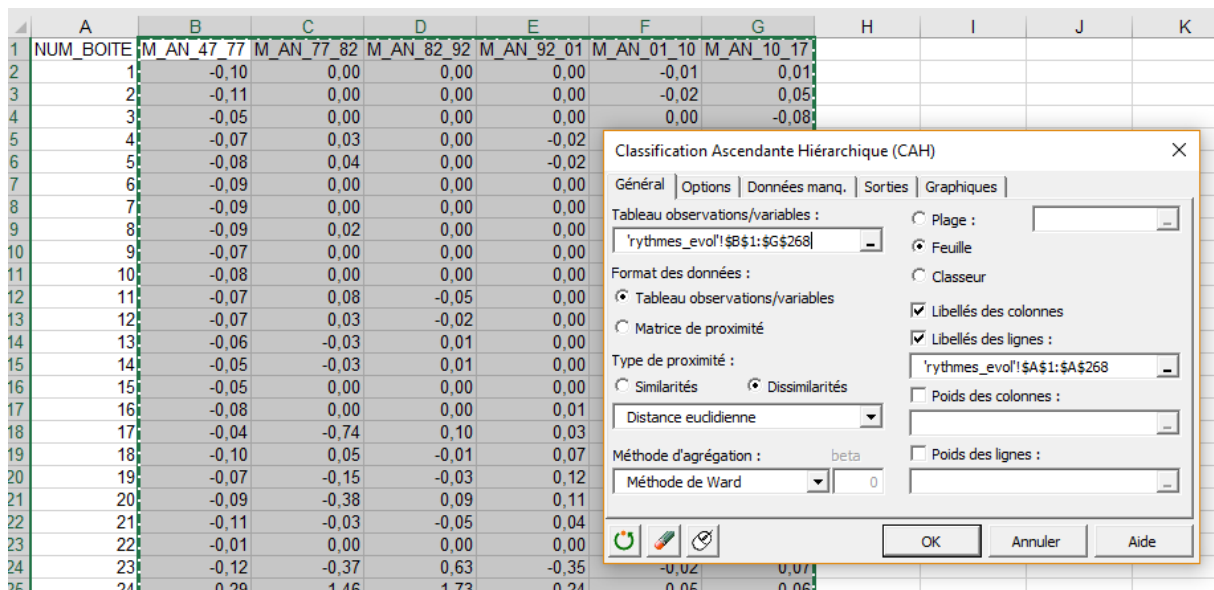 A B C D E F G H I J K
1 NUM_BOITE M_AN_47_77 M_AN_77_82 M_AN_82_92 M_AN_92_01 M_AN_01_10 M_AN_10_17
2 1 -0,10 0,00 0,00 0,00 -0,01 0,01
3 2 -0,11 0,00 0,00 0,00 -0,02 0,05
4 3 -0,05 0,00 0,00 0,00 0,00 -0,08
5 4 -0,07 0,03 0,00 -0,02
6 5 -0,08 0,04 0,00 -0,02
7 6 -0,09 0,00 0,00 0,00
8 7 -0,09 0,00 0,00 0,00
9 8 -0,09 0,02 0,00 0,00
10 9 -0,07 0,00 0,00 0,00
11 10 -0,08 0,00 0,00 0,00
12 11 -0,07 0,08 -0,05 0,00
13 12 -0,07 0,03 -0,02 0,00
14 13 -0,06 -0,03 0,01 0,00
15 14 -0,05 -0,03 0,01 0,00
16 15 -0,05 0,00 0,00 0,00
17 16 -0,08 0,00 0,00 0,01
18 17 -0,04 -0,74 0,10 0,03
19 18 -0,10 0,05 -0,01 0,07
20 19 -0,07 -0,15 -0,03 0,12
21 20 -0,09 -0,38 0,09 0,11
22 21 -0,11 -0,03 -0,05 0,04
23 22 -0,01 0,00 0,00 0,00
24 23 -0,12 -0,37 0,63 -0,35 -0,02 0,07
25 24
Classification Ascendante Hiérarchique (CAH)
Général Options Données manq. Sorties Graphiques
Tableau observations/variables :
'rythmes_evol'!$B$1:$G$268
Format des données :
Tableau observations/variables
Matrice de proximité
Type de proximité :
Similarités Dissimilarités
Distance euclidienne
Méthode d'agrégation : beta
Méthode de Ward 0
Plage :
Feuille
Classeur
Libellés des colonnes
Libellés des lignes :
'rythmes_evol'!$A$1:$A$268
Poids des colonnes :
Poids des lignes :
OK Annuler Aide